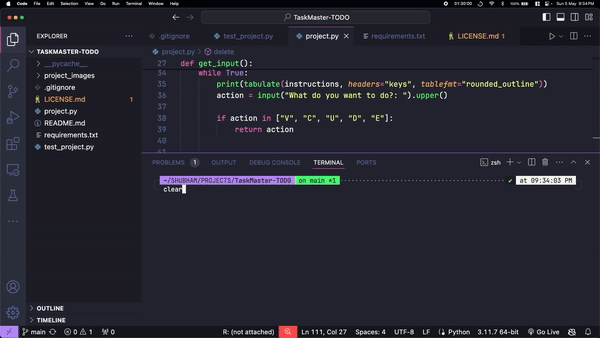 Code File Edit Selection View Go Run Terminal Window Help 01:30:00 100% Sun 5 May 9:34 PM
TaskMaster-TODO
EXPLORER
.gitignore test_project.py project.py requirements.txt LICENSE.md 1
project.py > delete
TASKMASTER-TODO
__pycache__
project_images
.gitignore
LICENSE.md 1
project.py
README.md
requirements.txt
test_project.py
27 def get_input():
34 while True:
35 print(tabulate(instructions, headers="keys", tablefmt="rounded_outline"))
36 action = input("What do you want to do?: ").upper()
37
38 if action in ["V", "C", "U", "D", "E"]:
39 return action
40
PROBLEMS 1 OUTPUT DEBUG CONSOLE TERMINAL PORTS zsh
~/SHUBHAM/PROJECTS/TaskMaster-TODO on main *1 at 09:34:03 PM
clear
OUTLINE
TIMELINE
main 0 1 0 R: (not attached) Ln 111, Col 27 Spaces: 4 UTF-8 LF Python 3.11.7 64-bit Go Live